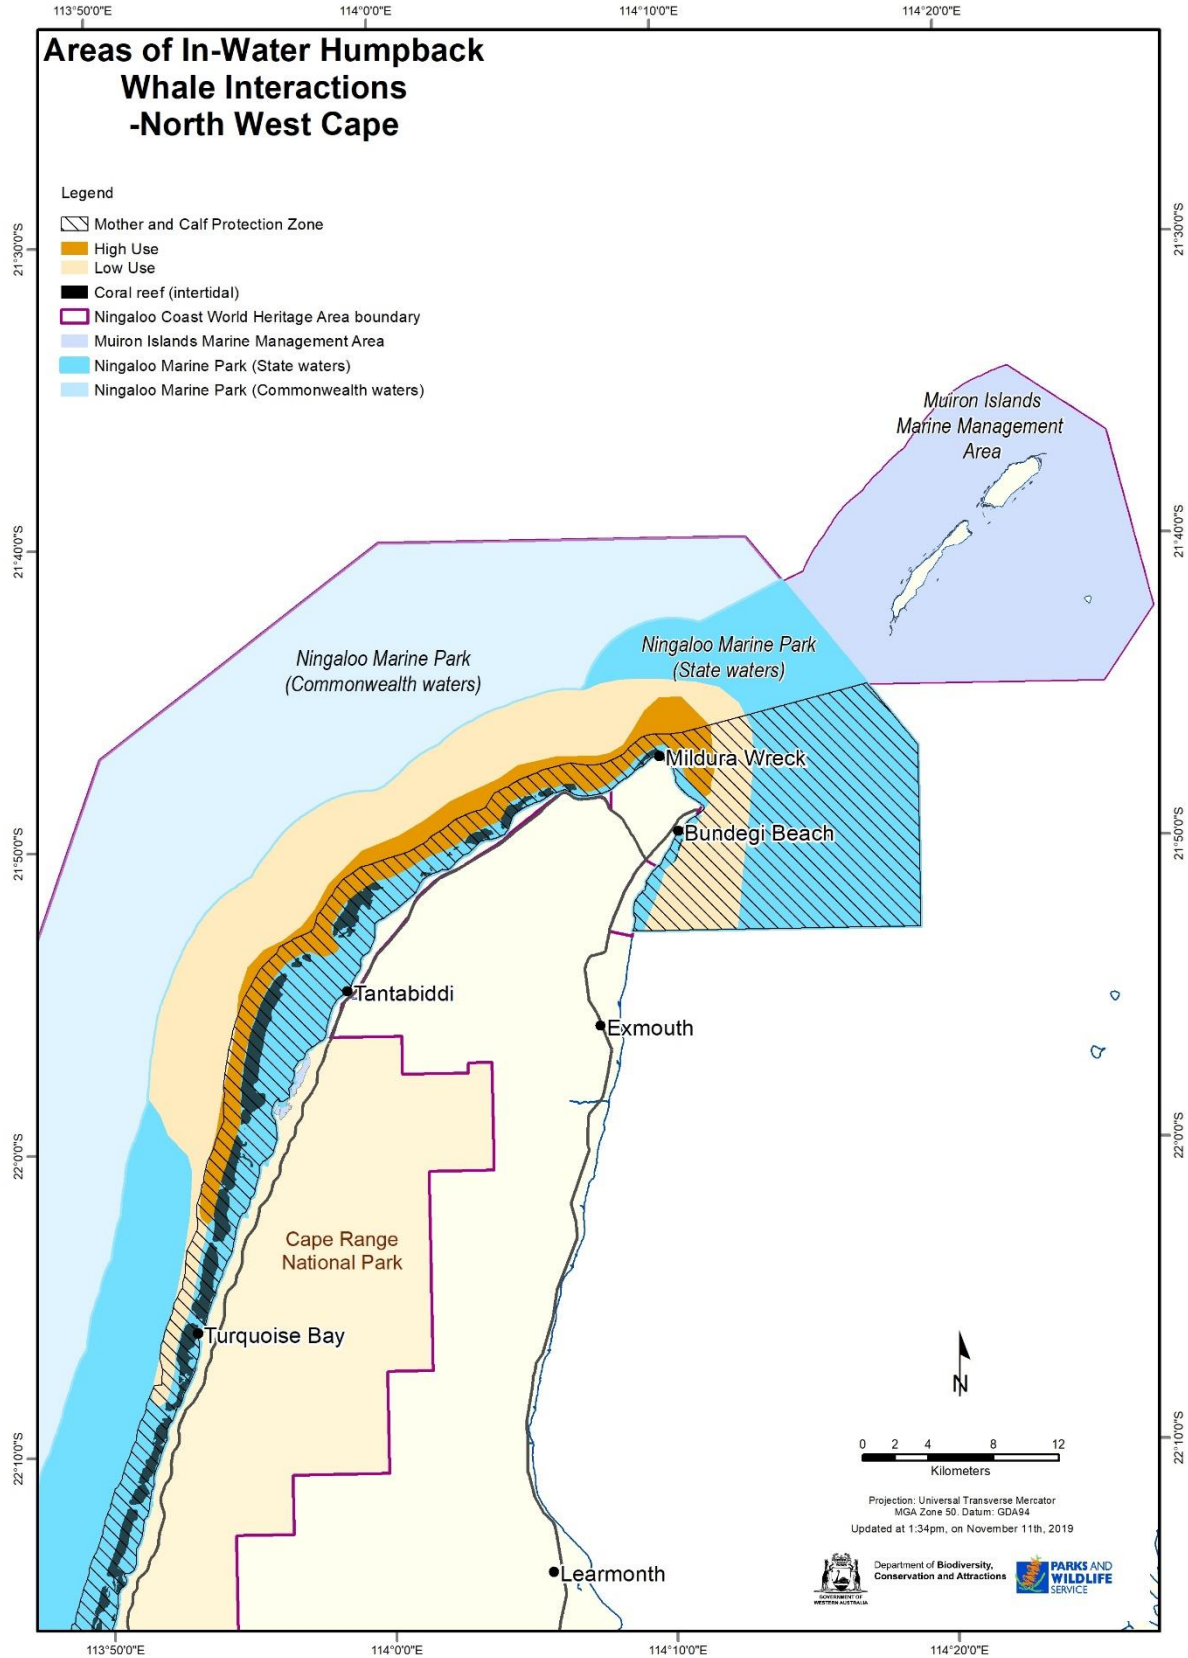 113°50'0"E 114°0'0"E 114°10'0"E 114°20'0"E
Areas of In-Water Humpback
Whale Interactions
-North West Cape
Legend
Mother and Calf Protection Zone
High Use
Low Use
Coral reef (intertidal)
Ningaloo Coast World Heritage Area boundary
Muiron Islands Marine Management Area
Ningaloo Marine Park (State waters)
Ningaloo Marine Park (Commonwealth waters)
21°30'0"S
21°30'0"S
Muiron Islands
Marine Management
Area
21°40'0"S
21°40'0"S
Ningaloo Marine Park
(State waters)
Ningaloo Marine Park
(Commonwealth waters)
Mildura Wreck
Bundegi Beach
21°50'0"S
21°50'0"S
Tantabiddi
Exmouth
22°0'0"S
22°0'0"S
Cape Range
National Park
Turquoise Bay
N
22°10'0"S
22°10'0"S
0 2 4 8 12
Kilometers
Projection: Universal Transverse Mercator
MGA Zone 50. Datum: GDA94
Updated at 1:34pm, on November 11th, 2019
Learmonth
GOVERNMENT OF
WESTERN AUSTRALIA
Department of Biodiversity,
Conservation and Attractions
PARKS AND
WILDLIFE
SERVICE
113°50'0"E 114°0'0"E 114°10'0"E 114°20'0"E